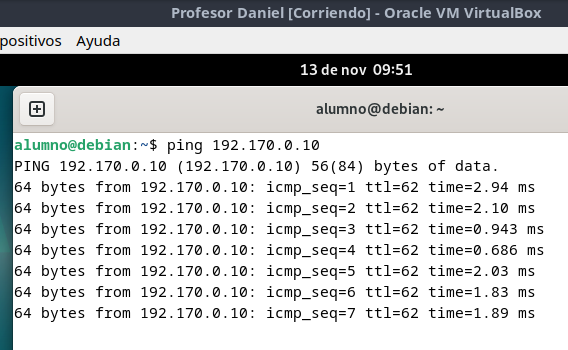 Profesor Daniel [Corriendo] - Oracle VM VirtualBox
positivos Ayuda
13 de nov 09:51
alumno@debian: ~
alumno@debian:~$ ping 192.170.0.10
PING 192.170.0.10 (192.170.0.10) 56(84) bytes of data.
64 bytes from 192.170.0.10: icmp_seq=1 ttl=62 time=2.94 ms
64 bytes from 192.170.0.10: icmp_seq=2 ttl=62 time=2.10 ms
64 bytes from 192.170.0.10: icmp_seq=3 ttl=62 time=0.943 ms
64 bytes from 192.170.0.10: icmp_seq=4 ttl=62 time=0.686 ms
64 bytes from 192.170.0.10: icmp_seq=5 ttl=62 time=2.03 ms
64 bytes from 192.170.0.10: icmp_seq=6 ttl=62 time=1.83 ms
64 bytes from 192.170.0.10: icmp_seq=7 ttl=62 time=1.89 ms